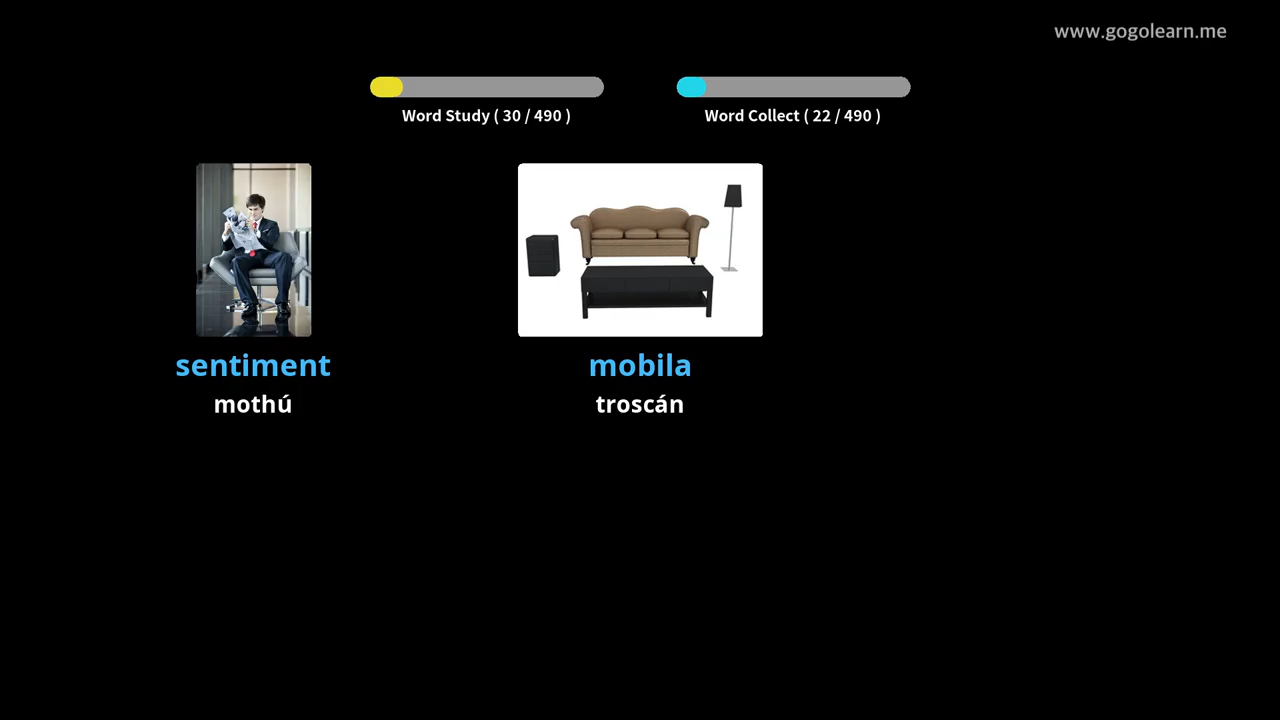 www.gogolearn.me
Word Study ( 30 / 490 )
Word Collect ( 22 / 490 )
sentiment
mothú
mobila
troscán